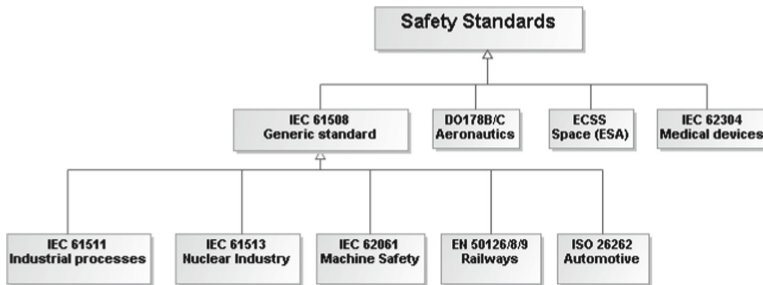 Safety Standards
IEC 61508
Generic standard
DO178B/C
Aeronautics
ECSS
Space (ESA)
IEC 62304
Medical devices
IEC 61511
Industrial processes
IEC 61513
Nuclear Industry
IEC 62061
Machine Safety
EN 50126/8/9
Railways
ISO 26262
Automotive